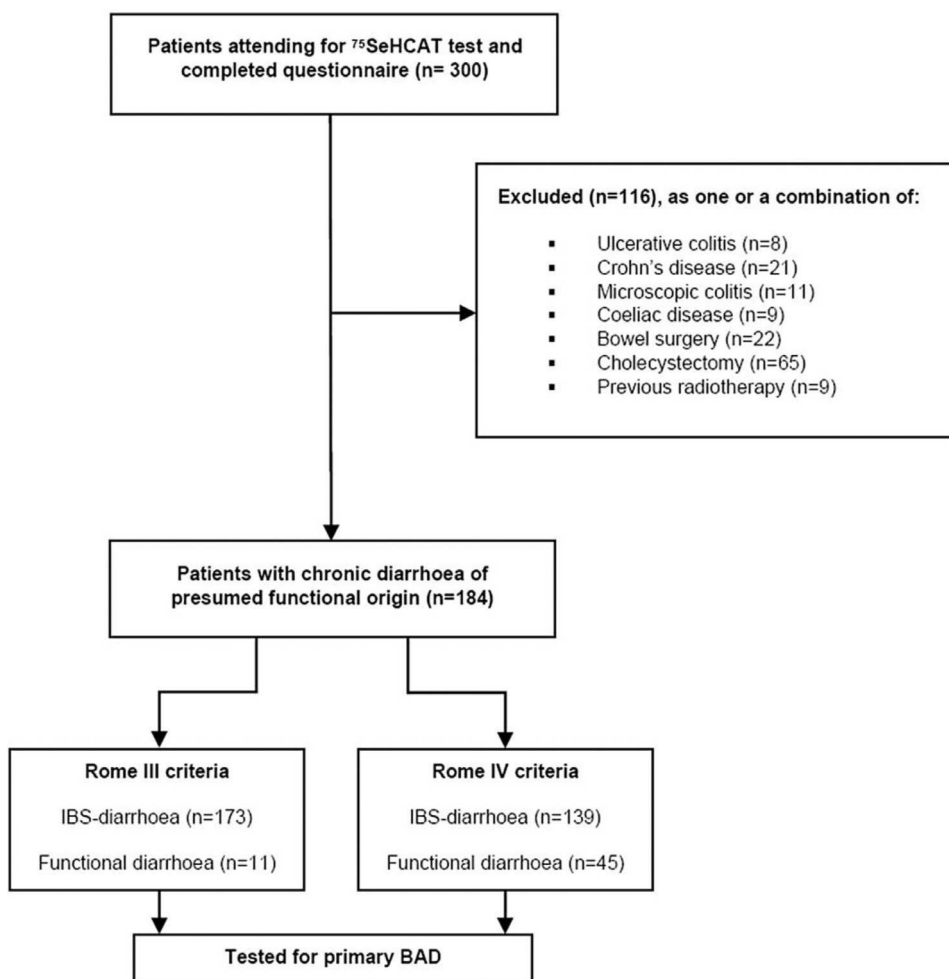 Patients attending for ⁷⁵SeHCAT test and
completed questionnaire (n= 300)
Excluded (n=116), as one or a combination of:
▪ Ulcerative colitis (n=8)
▪ Crohn's disease (n=21)
▪ Microscopic colitis (n=11)
▪ Coeliac disease (n=9)
▪ Bowel surgery (n=22)
▪ Cholecystectomy (n=65)
▪ Previous radiotherapy (n=9)
Patients with chronic diarrhoea of
presumed functional origin (n=184)
Rome III criteria
IBS-diarrhoea (n=173)
Functional diarrhoea (n=11)
Rome IV criteria
IBS-diarrhoea (n=139)
Functional diarrhoea (n=45)
Tested for primary BAD